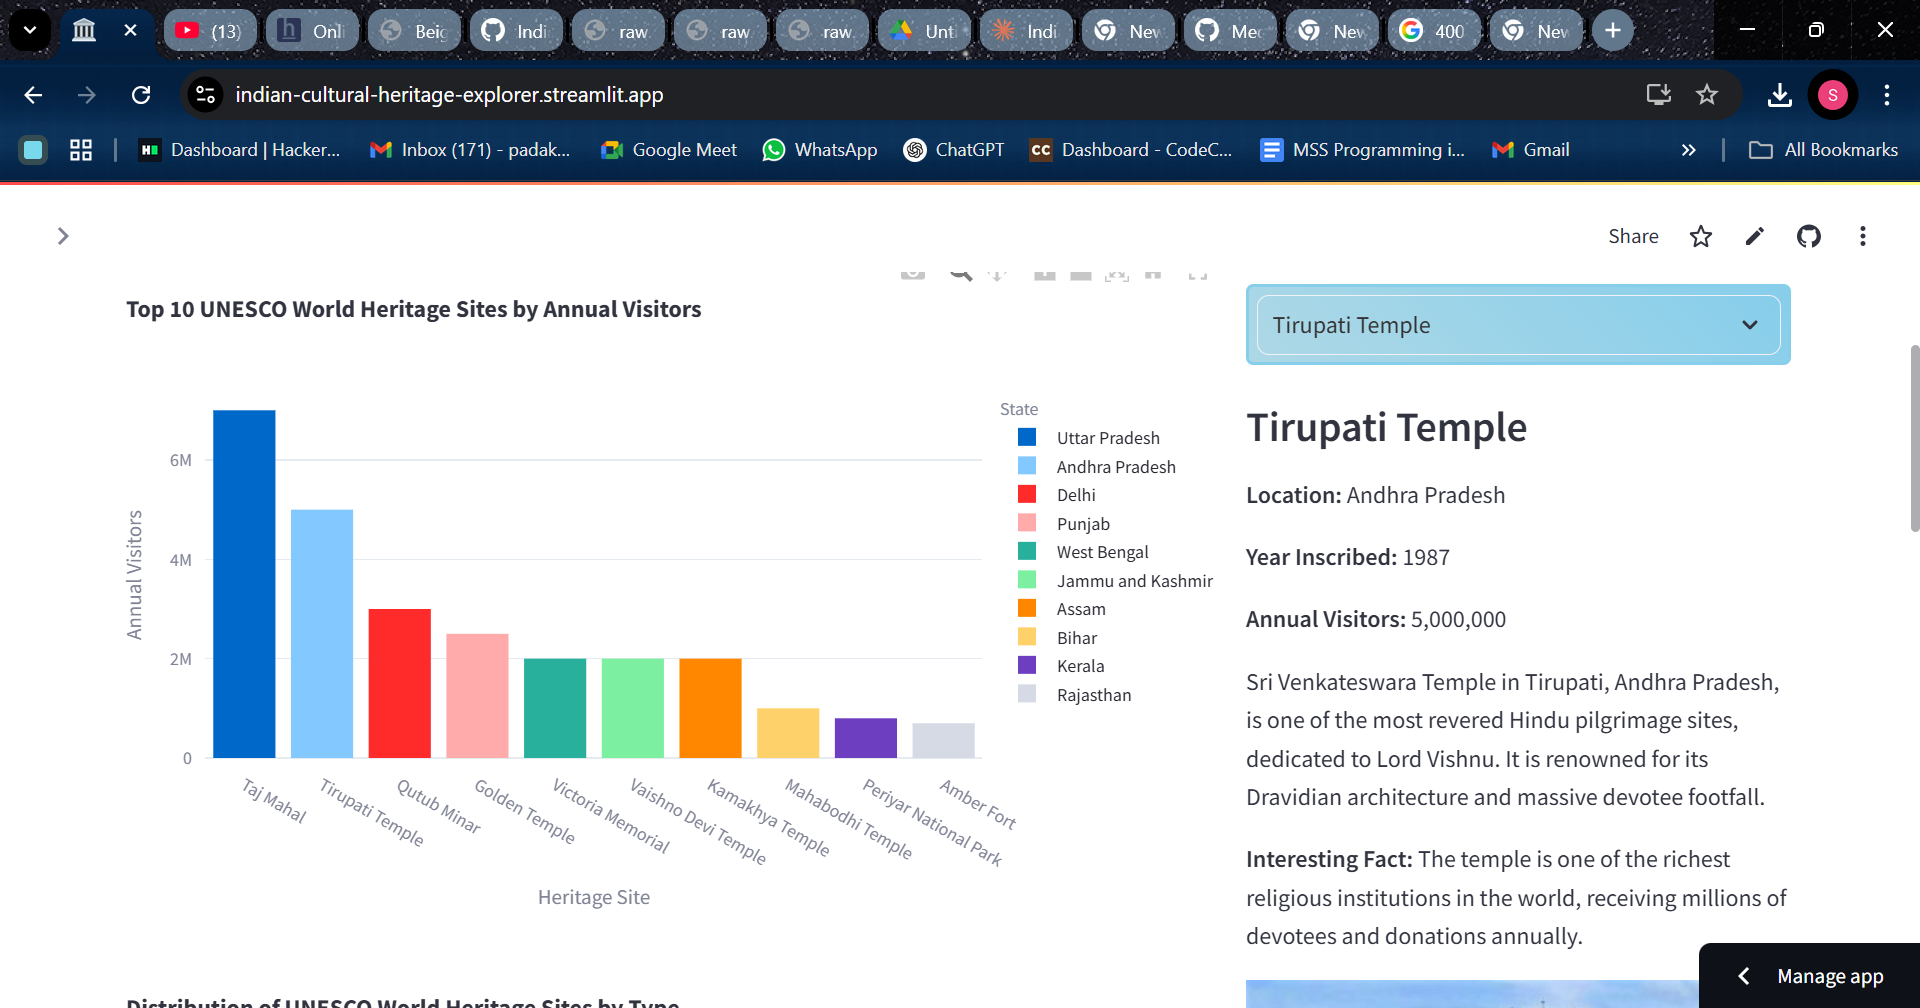 (13)
Onl
Beig
Indi
raw
raw
raw
Unt
Indi
New
Me
New
400
New
indian-cultural-heritage-explorer.streamlit.app
S
Dashboard | Hacker...
Inbox (171) - padak...
Google Meet
WhatsApp
ChatGPT
CC
Dashboard - CodeC...
MSS Programming i...
Gmail
»
All Bookmarks
Share
Top 10 UNESCO World Heritage Sites by Annual Visitors
Annual Visitors
6M
4M
2M
0
Taj Mahal
Tirupati Temple
Qutub Minar
Golden Temple
Victoria Memorial
Vaishno Devi Temple
Kamakhya Temple
Mahabodhi Temple
Periyar National Park
Amber Fort
Heritage Site
State
Uttar Pradesh
Andhra Pradesh
Delhi
Punjab
West Bengal
Jammu and Kashmir
Assam
Bihar
Kerala
Rajasthan
Distribution of UNESCO World Heritage Sites by Type
Tirupati Temple
Tirupati Temple
Location: Andhra Pradesh
Year Inscribed: 1987
Annual Visitors: 5,000,000
Sri Venkateswara Temple in Tirupati, Andhra Pradesh,
is one of the most revered Hindu pilgrimage sites,
dedicated to Lord Vishnu. It is renowned for its
Dravidian architecture and massive devotee footfall.
Interesting Fact: The temple is one of the richest
religious institutions in the world, receiving millions of
devotees and donations annually.
Manage app